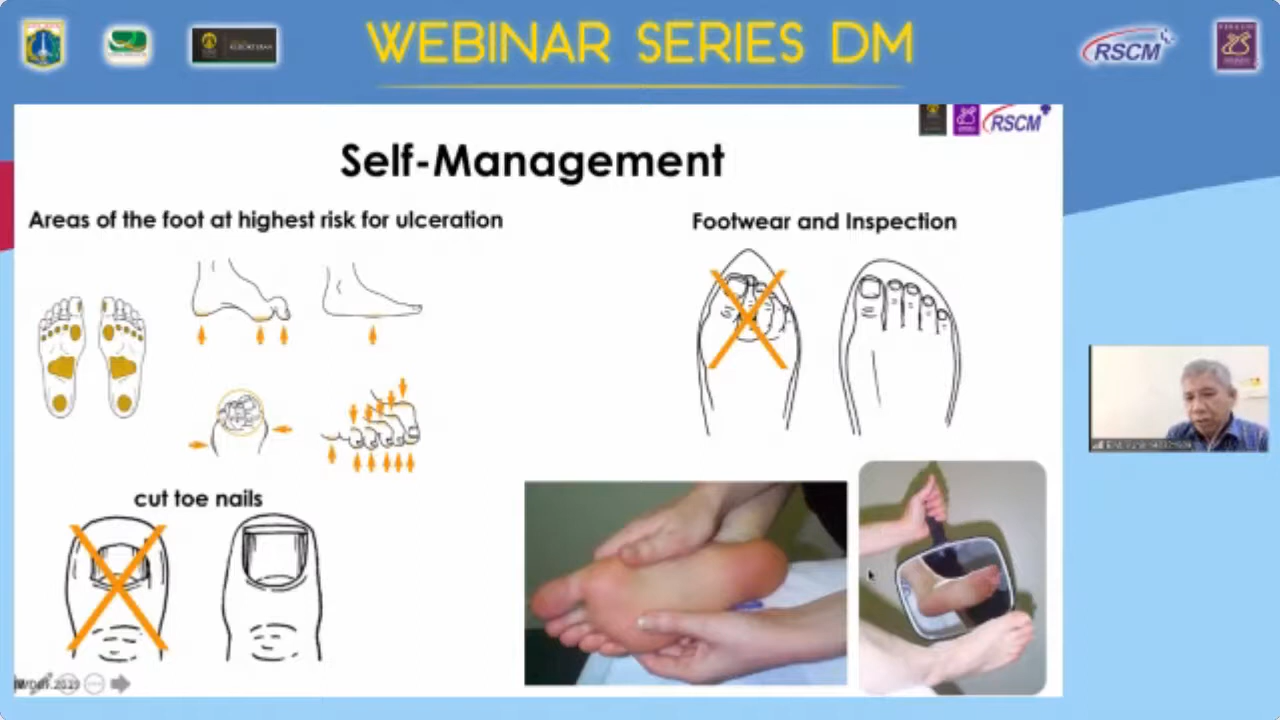 WEBINAR SERIES DM
RSCM
RSCM
Self-Management
Areas of the foot at highest risk for ulceration
Footwear and Inspection
cut toe nails